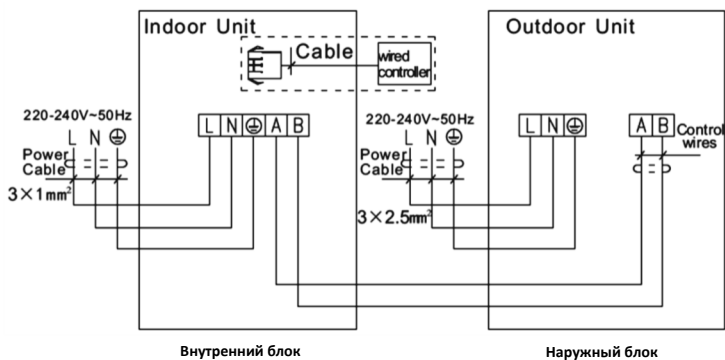 Indoor Unit
Outdoor Unit
Cable
wired
controller
220-240V~50Hz
L N
Power
Cable
3×1mm²
L N A B
220-240V~50Hz
L N
Power
Cable
3×2.5mm²
L N
A B
Control
wires
Внутренний блок
Наружный блок